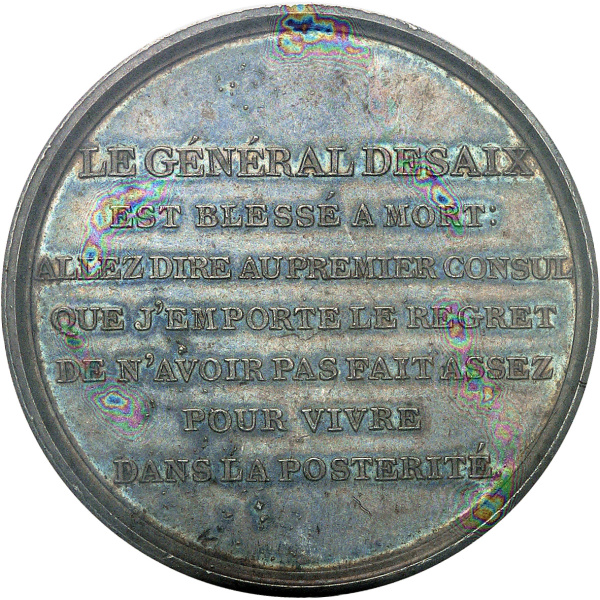 LE GÉNÉRAL DESAIX
EST BLESSÉ A MORT:
ALLEZ DIRE AU PREMIER CONSUL
QUE J'EMPORTE LE REGRET
DE N'AVOIR PAS FAIT ASSEZ
POUR VIVRE
DANS LA POSTERITÉ.